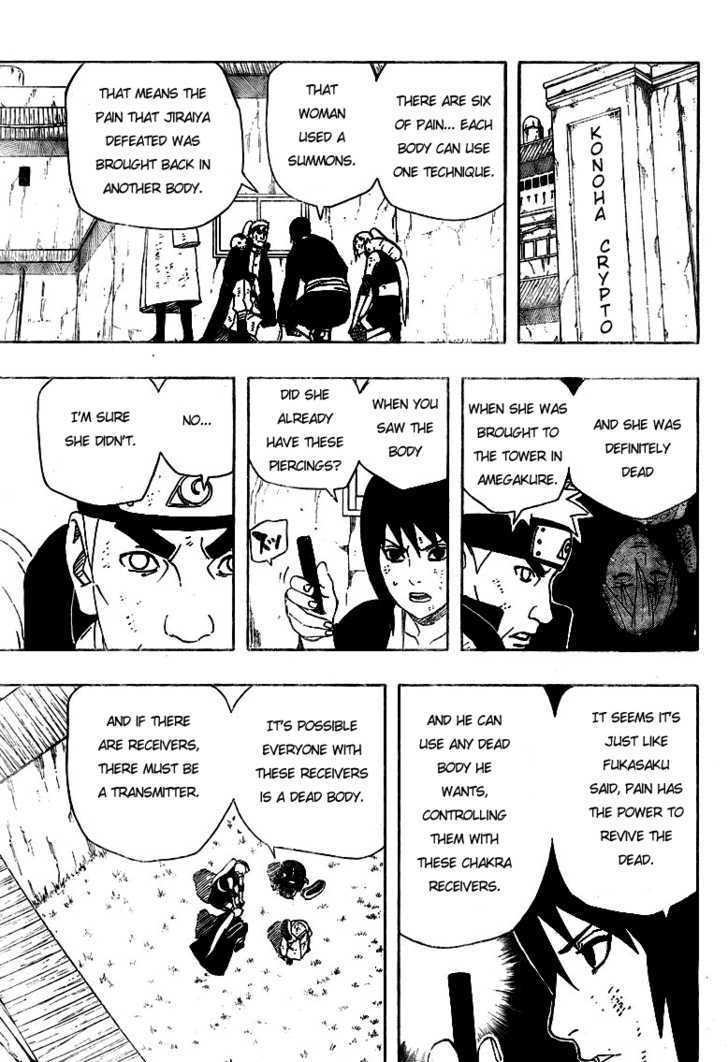 KONOHA CRYPTO
THERE ARE SIX
OF PAIN... EACH
BODY CAN USE
ONE TECHNIQUE.
THAT
WOMAN
USED A
SUMMONS.
THAT MEANS THE
PAIN THAT JIRAIYA
DEFEATED WAS
BROUGHT BACK IN
ANOTHER BODY.
AND SHE WAS
DEFINITELY
DEAD
WHEN SHE WAS
BROUGHT TO
THE TOWER IN
AMEGAKURE.
WHEN YOU
SAW THE
BODY
DID SHE
ALREADY
HAVE THESE
PIERCINGS?
NO...
I'M SURE
SHE DIDN'T.
IT SEEMS IT'S
JUST LIKE
FUKASAKU
SAID, PAIN HAS
THE POWER TO
REVIVE THE
DEAD.
AND HE CAN
USE ANY DEAD
BODY HE
WANTS,
CONTROLLING
THEM WITH
THESE CHAKRA
RECEIVERS.
IT'S POSSIBLE
EVERYONE WITH
THESE RECEIVERS
IS A DEAD BODY.
AND IF THERE
ARE RECEIVERS,
THERE MUST BE
A TRANSMITTER.